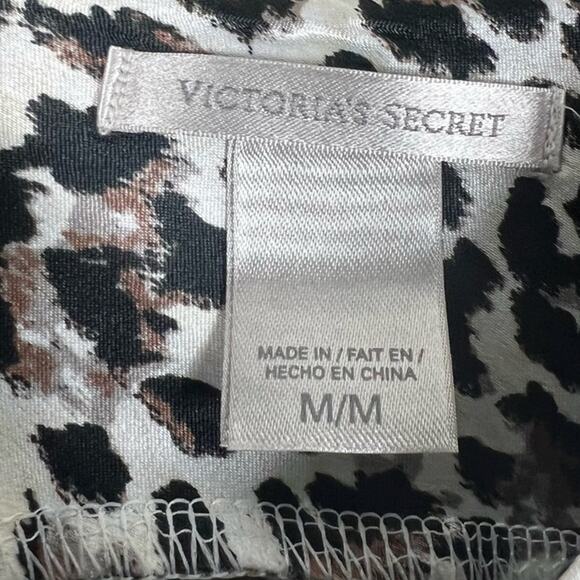 VICTORIA'S SECRET
MADE IN / FAIT EN /
HECHO EN CHINA
M/M